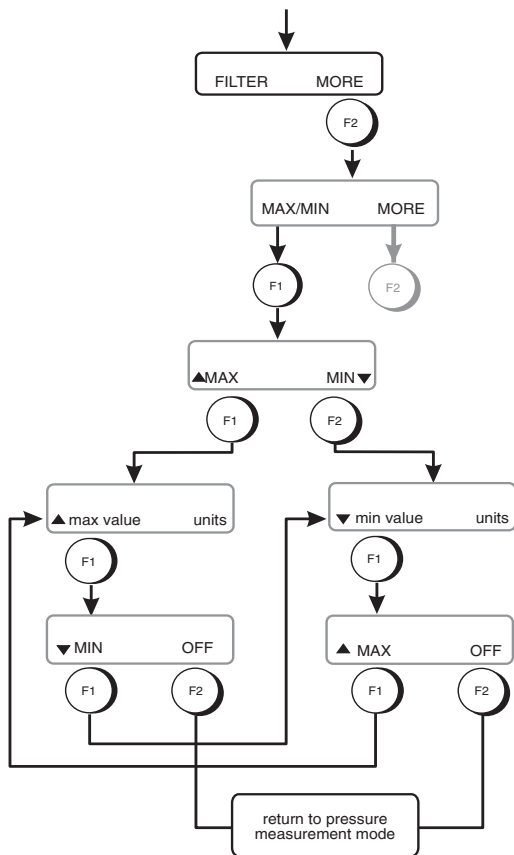 FILTER MORE
F2
MAX/MIN MORE
F1 F2
▲MAX MIN▼
F1 F2
▲ max value units
▼ min value units
F1
F1
▼ MIN OFF
▲ MAX OFF
F1 F2
F1 F2
return to pressure
measurement mode